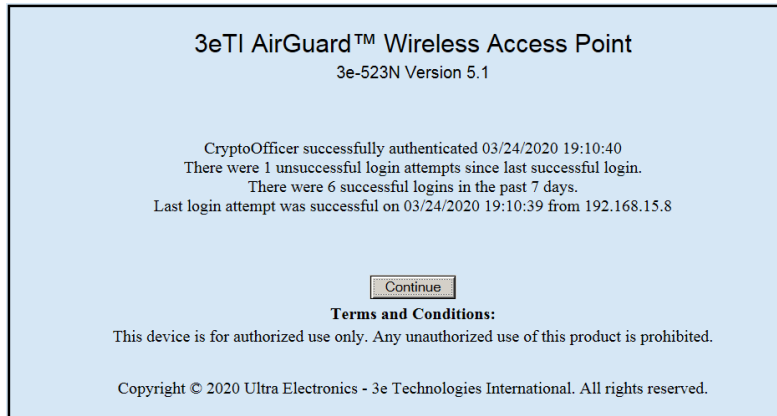 3eTI AirGuard™ Wireless Access Point
3e-523N Version 5.1
CryptoOfficer successfully authenticated 03/24/2020 19:10:40
There were 1 unsuccessful login attempts since last successful login.
There were 6 successful logins in the past 7 days.
Last login attempt was successful on 03/24/2020 19:10:39 from 192.168.15.8
Continue
Terms and Conditions:
This device is for authorized use only. Any unauthorized use of this product is prohibited.
Copyright © 2020 Ultra Electronics - 3e Technologies International. All rights reserved.